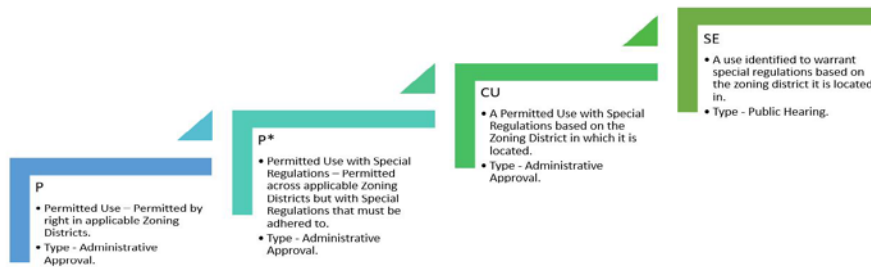 P
• Permitted Use – Permitted by
right in applicable Zoning
Districts.
• Type - Administrative
Approval.
P*
• Permitted Use with Special
Regulations – Permitted
across applicable Zoning
Districts but with Special
Regulations that must be
adhered to.
• Type - Administrative
Approval.
CU
• A Permitted Use with Special
Regulations based on the
Zoning District in which it is
located.
• Type - Administrative
Approval.
SE
• A use identified to warrant
special regulations based on
the zoning district it is located
in.
• Type - Public Hearing.